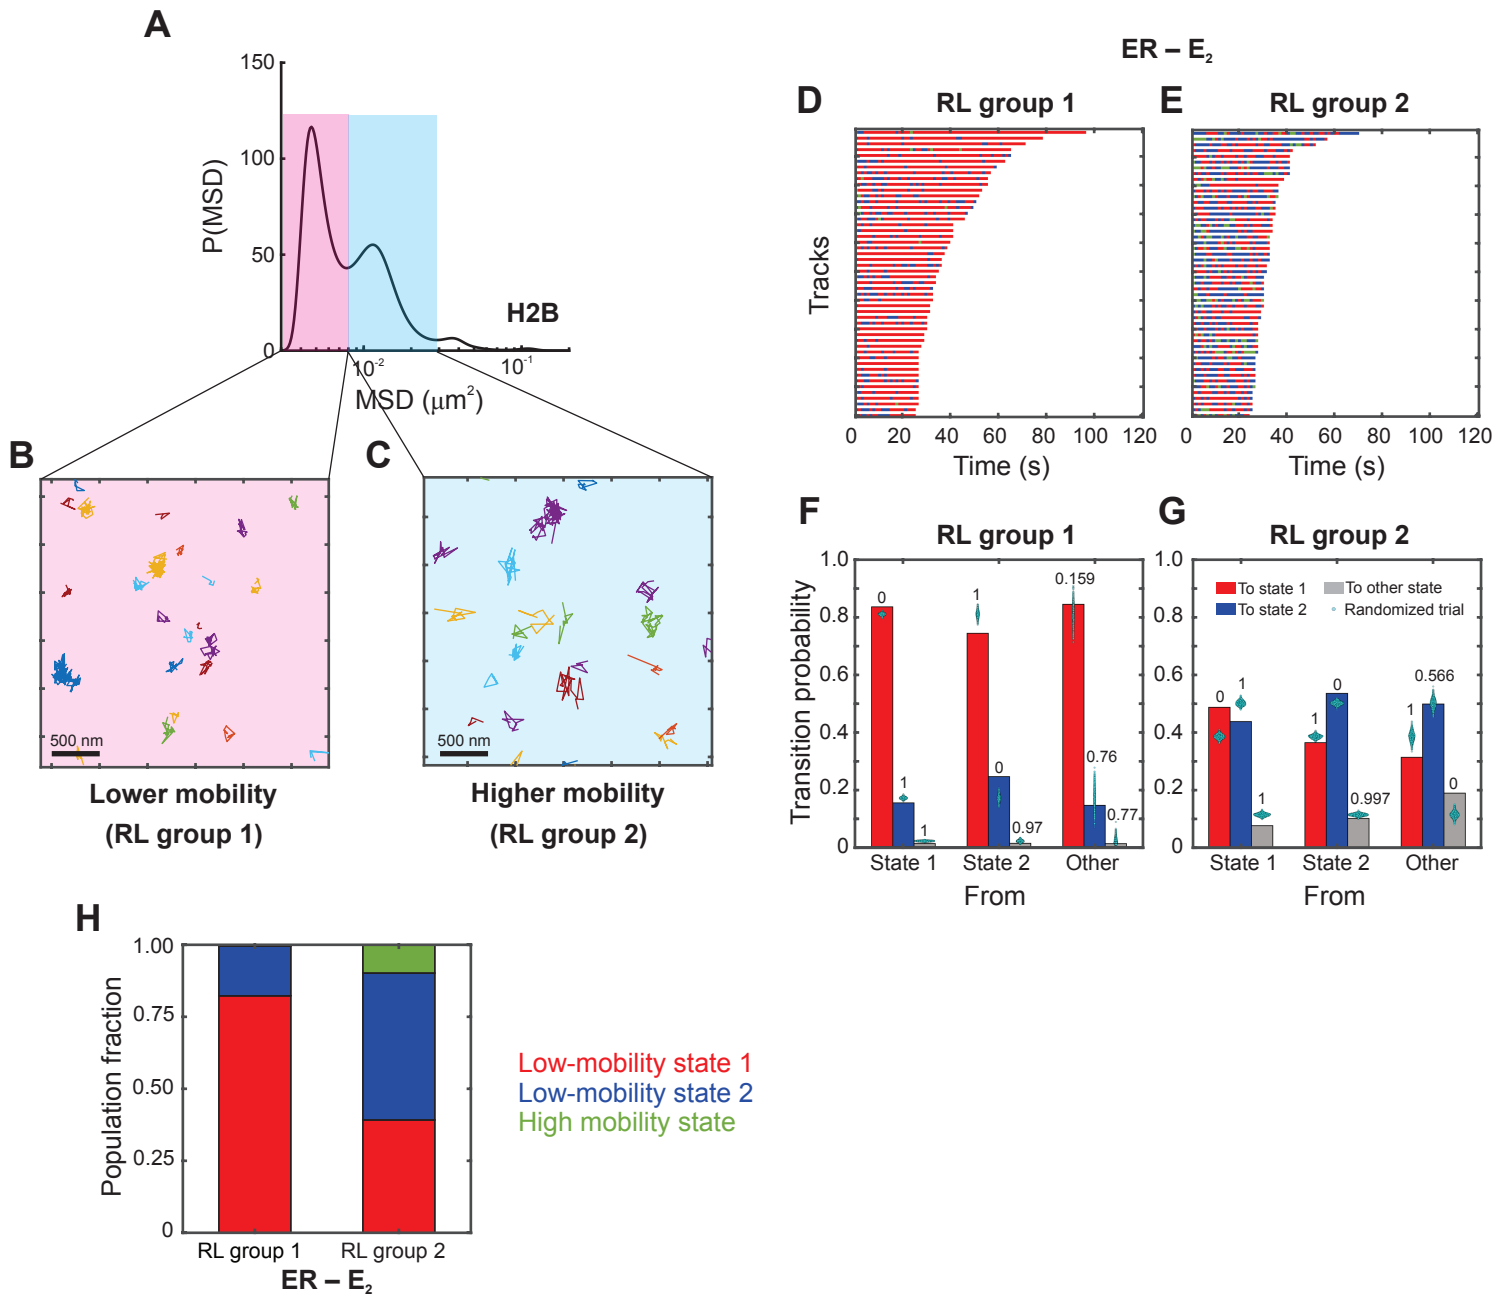 A
150
100
50
0
P(MSD)
H2B
10-2
10-1
MSD (μm2)
B
500 nm
Lower mobility
(RL group 1)
C
500 nm
Higher mobility
(RL group 2)
ER – E2
D
RL group 1
Tracks
0 20 40 60 80 100 120
Time (s)
E
RL group 2
0 20 40 60 80 100 120
Time (s)
F
RL group 1
Transition probability
1.0
0.8
0.6
0.4
0.2
0
0
1
1
1
0
0.97
0.159
0.76
0.77
State 1 State 2 Other
From
G
RL group 2
1.0
0.8
0.6
0.4
0.2
0
To state 1
To state 2
To other state
Randomized trial
0
1
1
1
0
0.997
1
0.566
0
State 1 State 2 Other
From
H
Population fraction
1.00
0.75
0.50
0.25
0
RL group 1 RL group 2
ER – E2
Low-mobility state 1
Low-mobility state 2
High mobility state